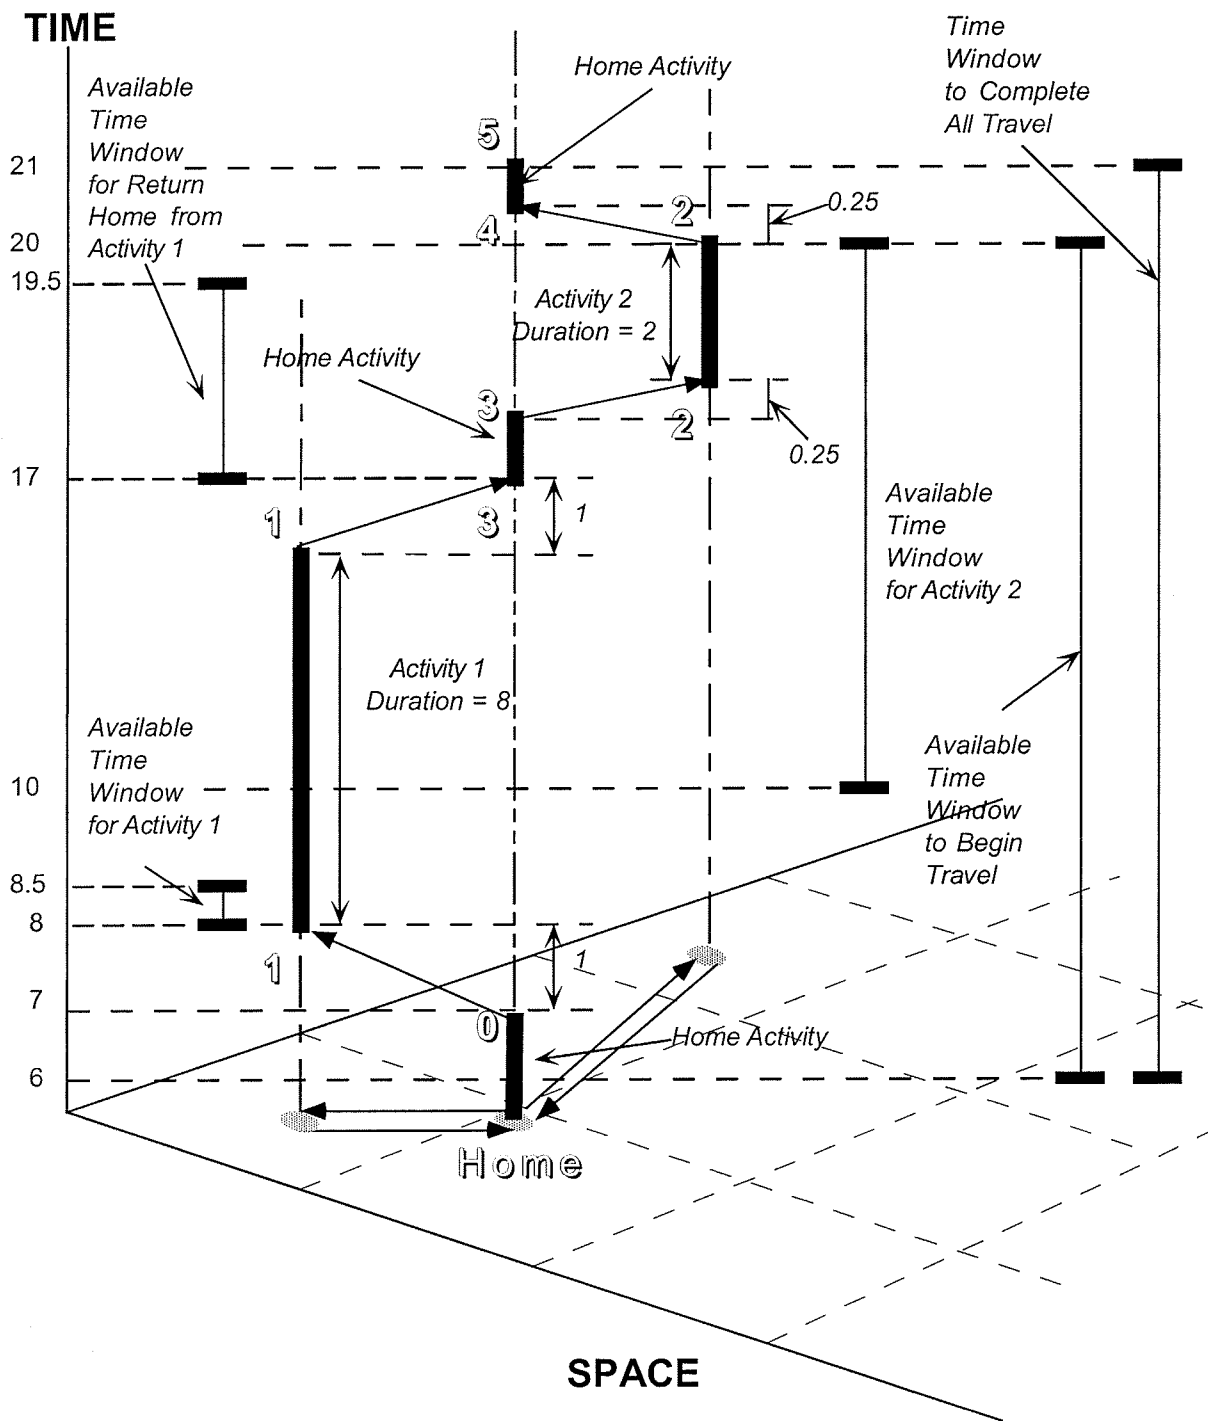 TIME
Time
Window
to Complete
All Travel
Home Activity
Available
Time
Window
for Return
Home from
Activity 1
5
21
2
0.25
4
20
19.5
Activity 2
Duration = 2
Home Activity
3
2
0.25
17
1
3
1
Available
Time
Window
for Activity 2
Activity 1
Duration = 8
Available
Time
Window
for Activity 1
Available
Time
Window
to Begin
Travel
10
8.5
8
1
1
7
0
Home Activity
6
Home
SPACE